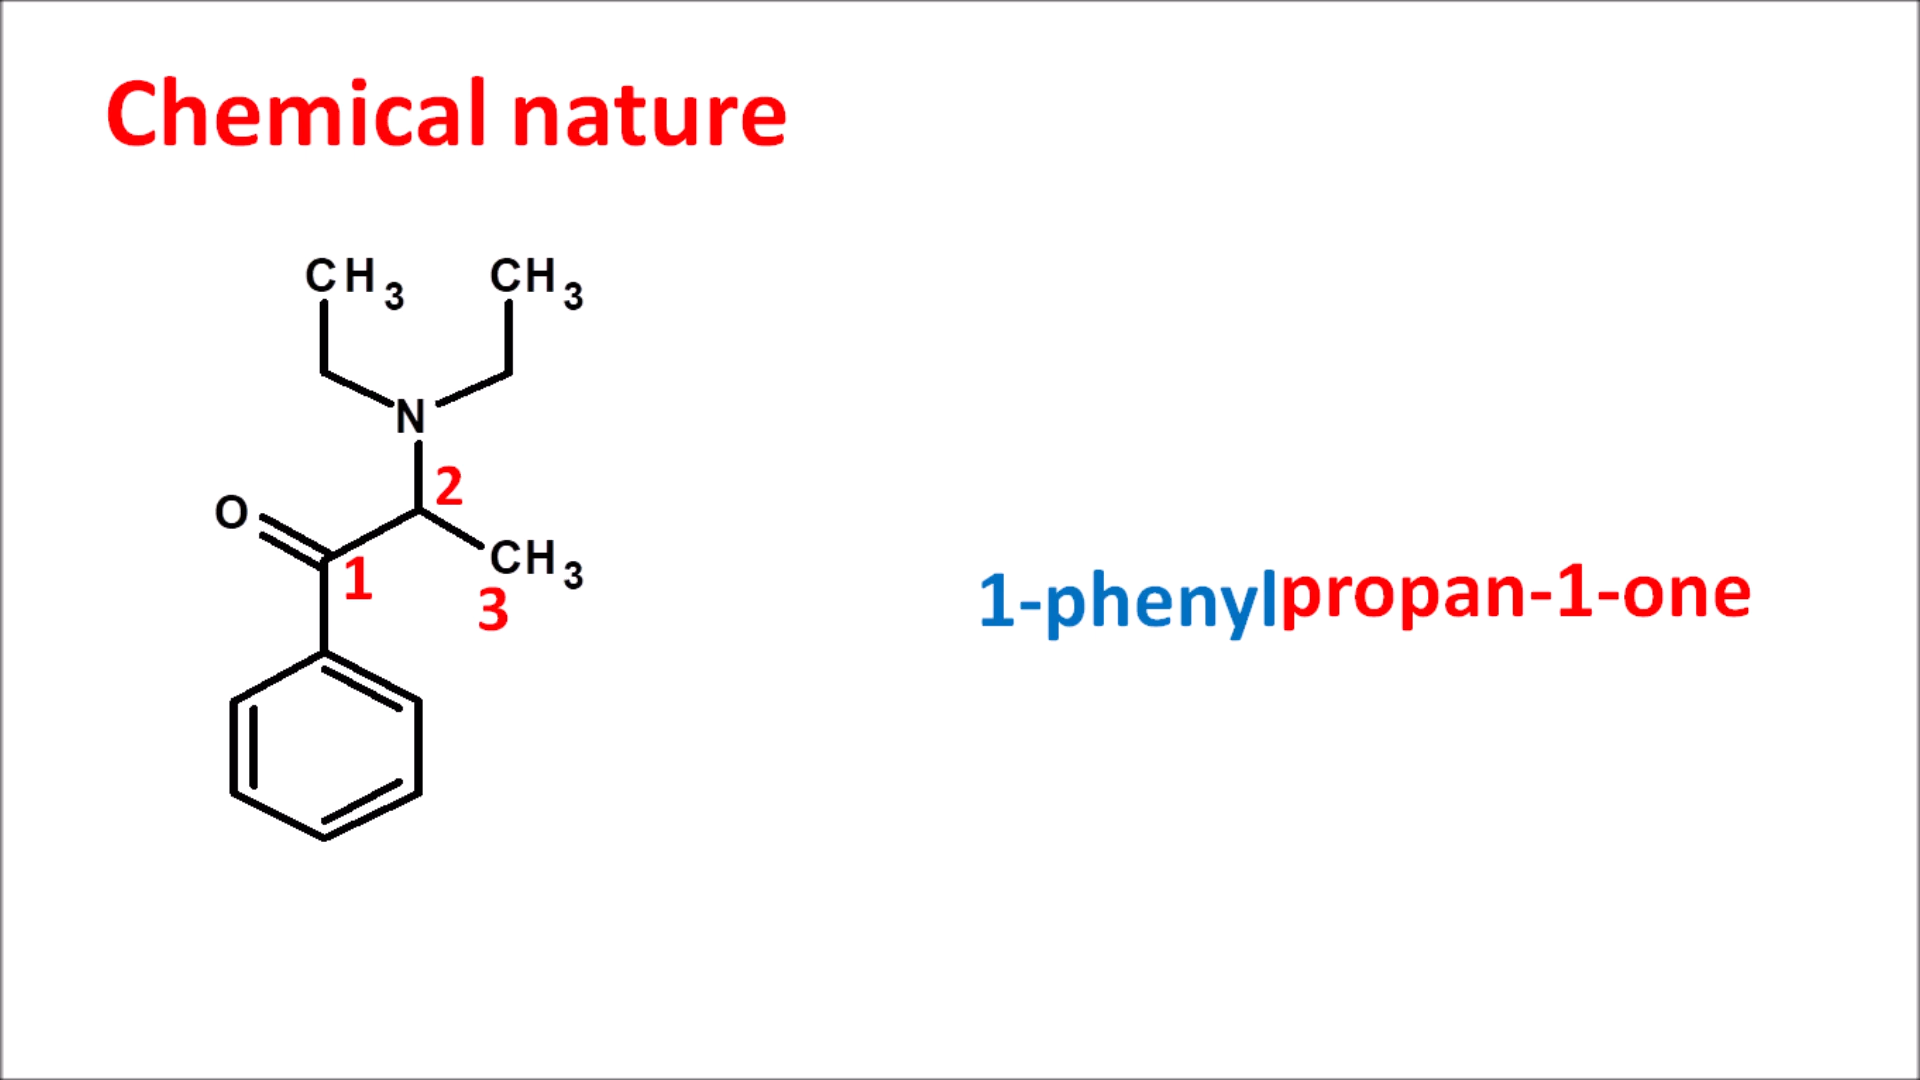 Chemical nature
CH3 CH3
N
2
O
1
CH3
3
1-phenylpropan-1-one